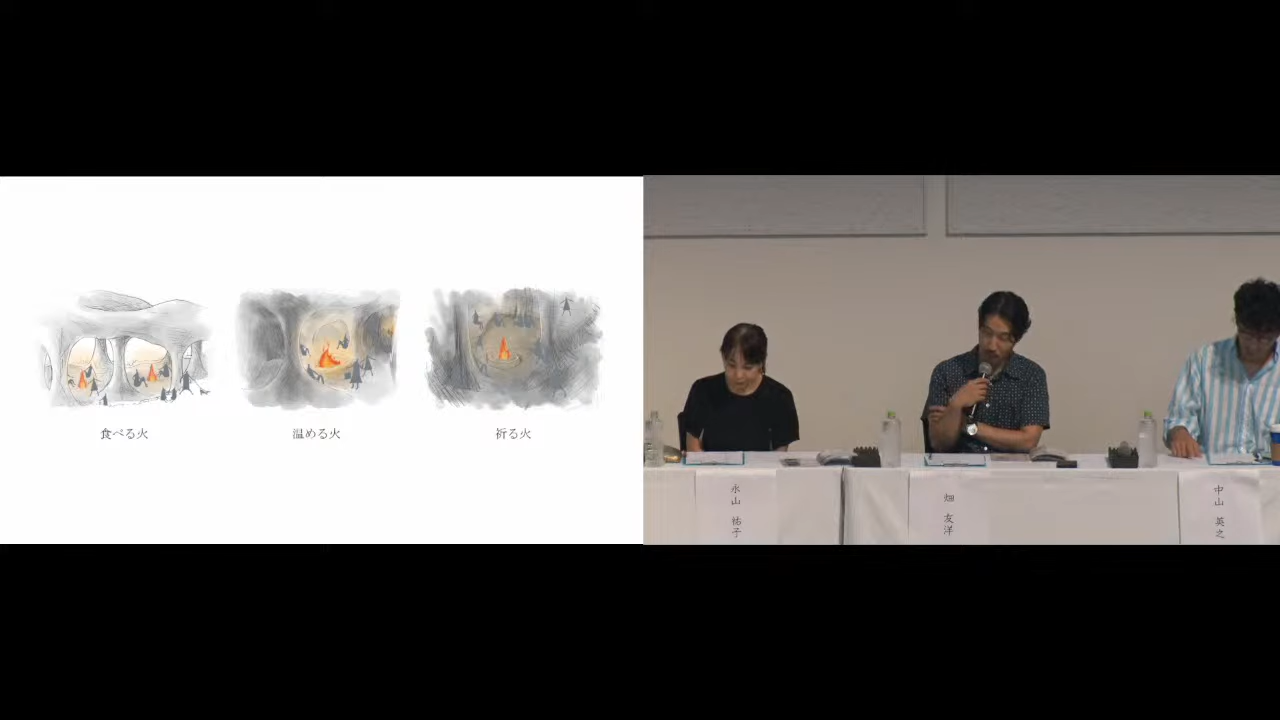 食べる火
温める火
祈る火
永山 祐子
畑 友洋
中山 英之